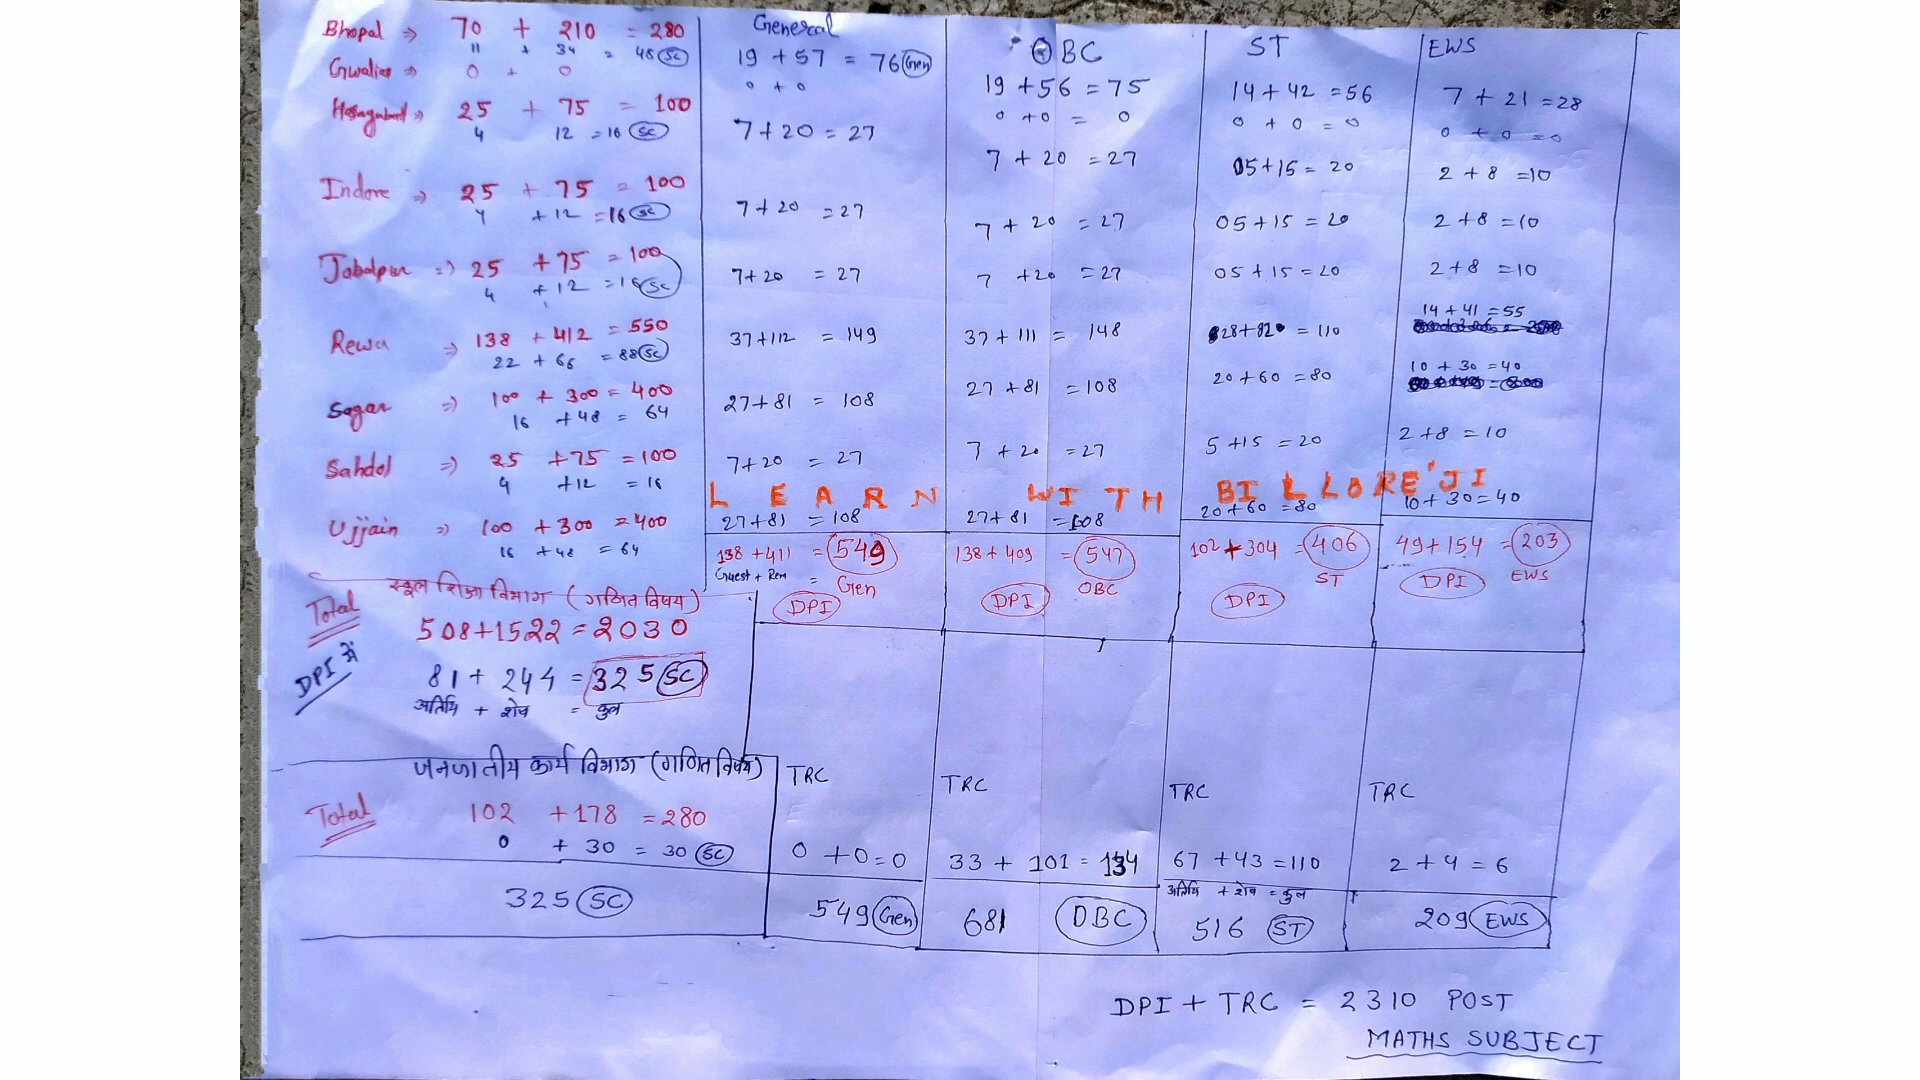 Bhopal ⇒ 70 + 210 = 280
11 + 34 = 45 SC
Gwalior ⇒ 0 + 0
Hosangabad ⇒ 25 + 75 = 100
4 12 = 16 SC
Indore ⇒ 25 + 75 = 100
4 + 12 = 16 SC
Jabalpur ⇒ 25 + 75 = 100
4 + 12 = 16 SC
Rewa ⇒ 138 + 412 = 550
22 + 66 = 88 SC
Sagar ⇒ 100 + 300 = 400
16 + 48 = 64
Sahdol ⇒ 25 + 75 = 100
4 + 12 = 16
Ujjain ⇒ 100 + 300 = 400
16 + 48 = 64
General
19 + 57 = 76 Gen
0 + 0
7 + 20 = 27
7 + 20 = 27
7 + 20 = 27
37 + 112 = 149
27 + 81 = 108
7 + 20 = 27
27 + 81 = 108
138 + 411 = 549
Guest + Rem = Gen
DPI
OBC
19 + 56 = 75
0 + 0 = 0
7 + 20 = 27
7 + 20 = 27
7 + 20 = 27
37 + 111 = 148
27 + 81 = 108
7 + 20 = 27
27 + 81 = 108
138 + 409 = 547
OBC
DPI
ST
14 + 42 = 56
0 + 0 = 0
05 + 15 = 20
05 + 15 = 20
05 + 15 = 20
28 + 82 = 110
20 + 60 = 80
5 + 15 = 20
20 + 60 = 80
102 + 304 = 406
ST
DPI
EWS
7 + 21 = 28
0 + 0 = 0
2 + 8 = 10
2 + 8 = 10
2 + 8 = 10
14 + 41 = 55
10 + 30 = 40
2 + 8 = 10
10 + 30 = 40
49 + 154 = 203
DPI EWS
LEARN WITH BILLORE'JI
स्कूल शिक्षा विभाग (गणित विषय)
Total 508 + 1522 = 2030
DPI में 81 + 244 = 325 SC
अतिथि + शेष = कुल
जनजातीय कार्य विभाग (गणित विषय)
Total 102 + 178 = 280
0 + 30 = 30 SC
325 SC
TRC
0 + 0 = 0
549 Gen
TRC
33 + 101 = 134
681 OBC
TRC
67 + 43 = 110
अतिथि + शेष = कुल
516 ST
TRC
2 + 4 = 6
209 EWS
DPI + TRC = 2310 POST
MATHS SUBJECT